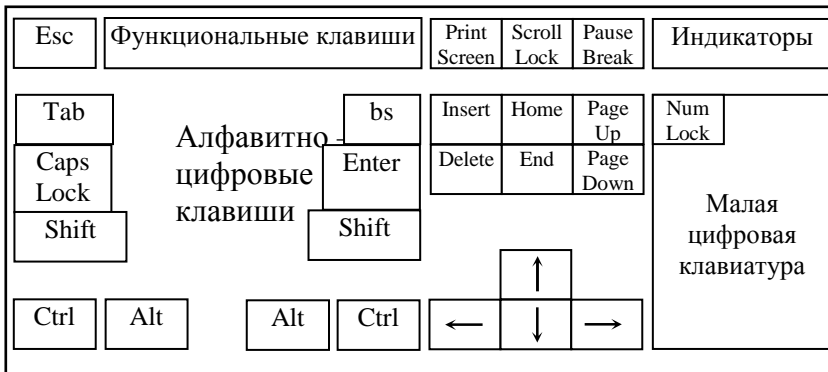 Esc
Функциональные клавиши
Print
Screen
Scroll
Lock
Pause
Break
Индикаторы
Tab
Алфавитно -
цифровые
клавиши
bs
Insert
Home
Page
Up
Num
Lock
Caps
Lock
Enter
Delete
End
Page
Down
Shift
Shift
Малая
цифровая
клавиатура
Ctrl
Alt
Alt
Ctrl